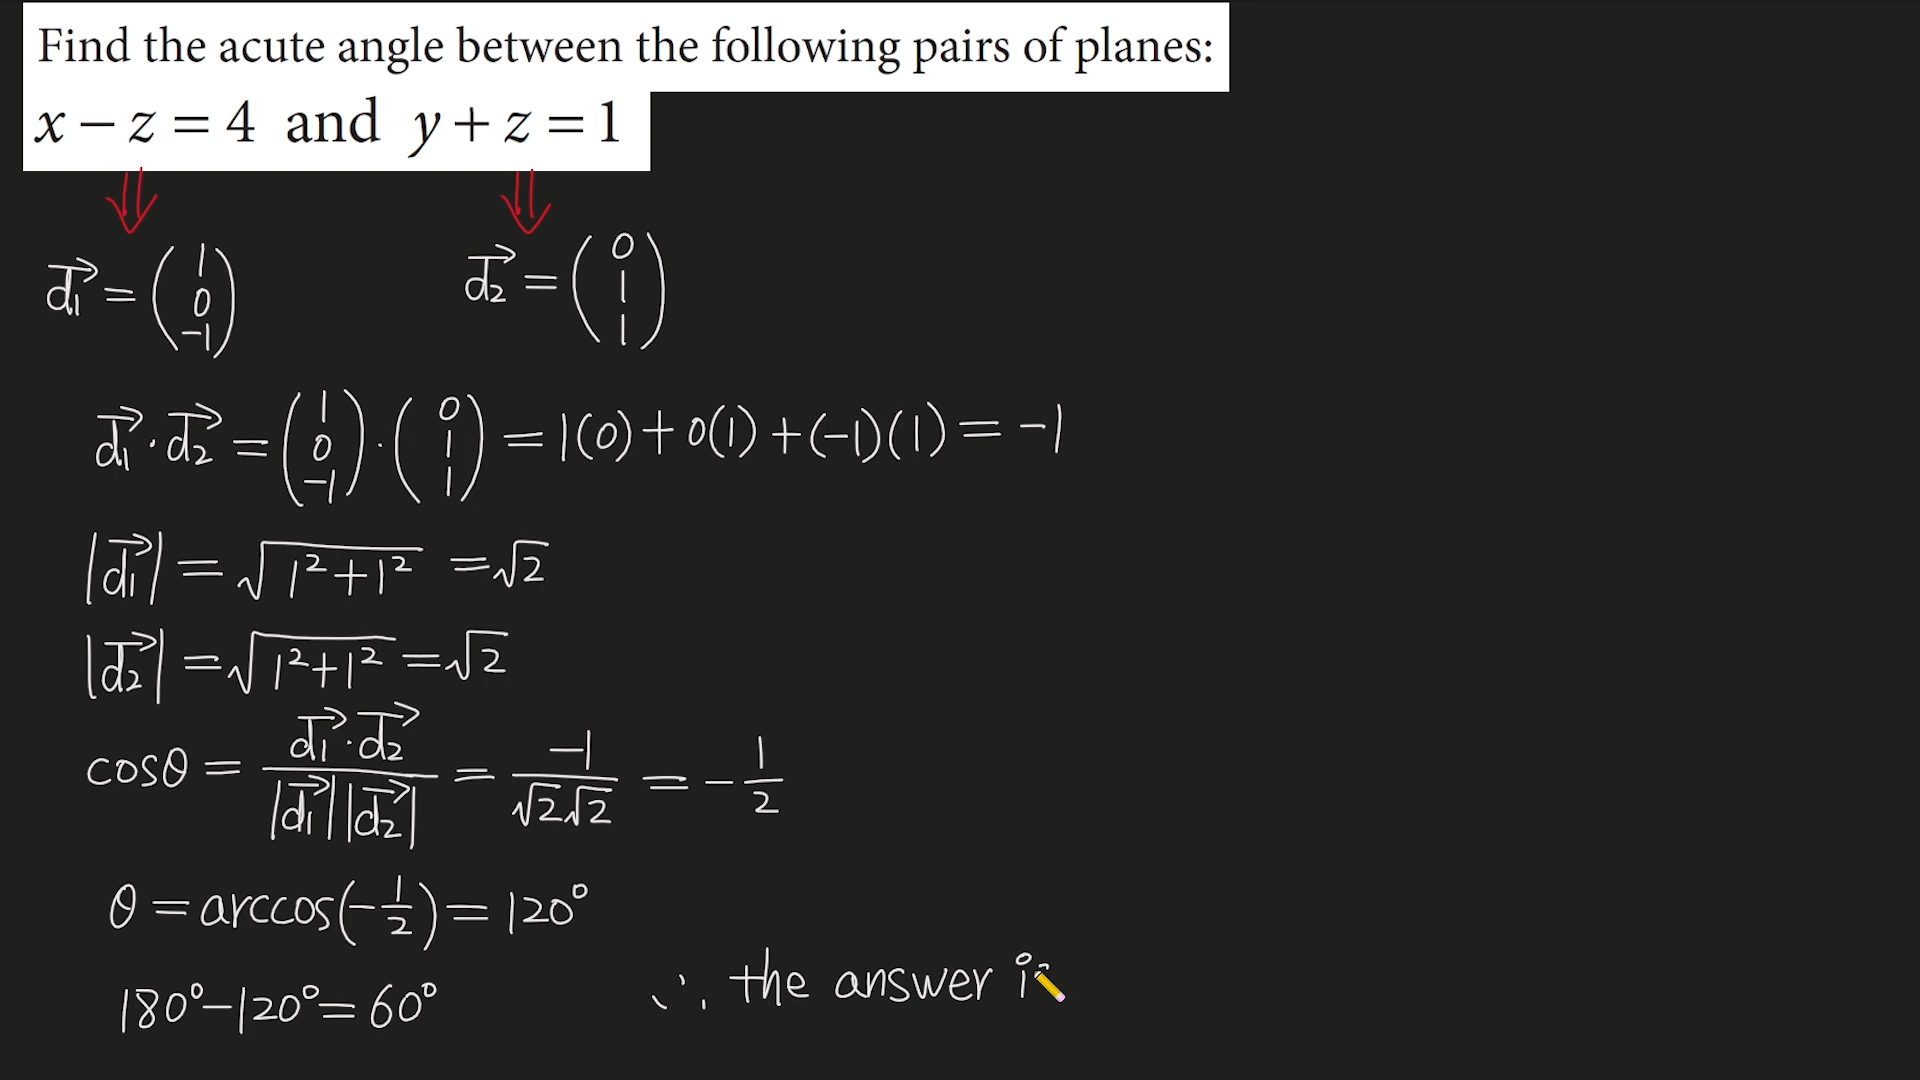 Find the acute angle between the following pairs of planes:
x − z = 4 and y + z = 1
d₁⃗ = (1 0 −1) d₂⃗ = (0 1 1)
d₁⃗ · d₂⃗ = (1 0 −1) · (0 1 1) = 1(0) + 0(1) + (−1)(1) = −1
|d₁⃗| = √(1² + 1²) = √2
|d₂⃗| = √(1² + 1²) = √2
cosθ = (d₁⃗ · d₂⃗)/(|d₁⃗||d₂⃗|) = −1/(√2√2) = −1/2
θ = arccos(−1/2) = 120°
180° − 120° = 60°
∴ the answer i